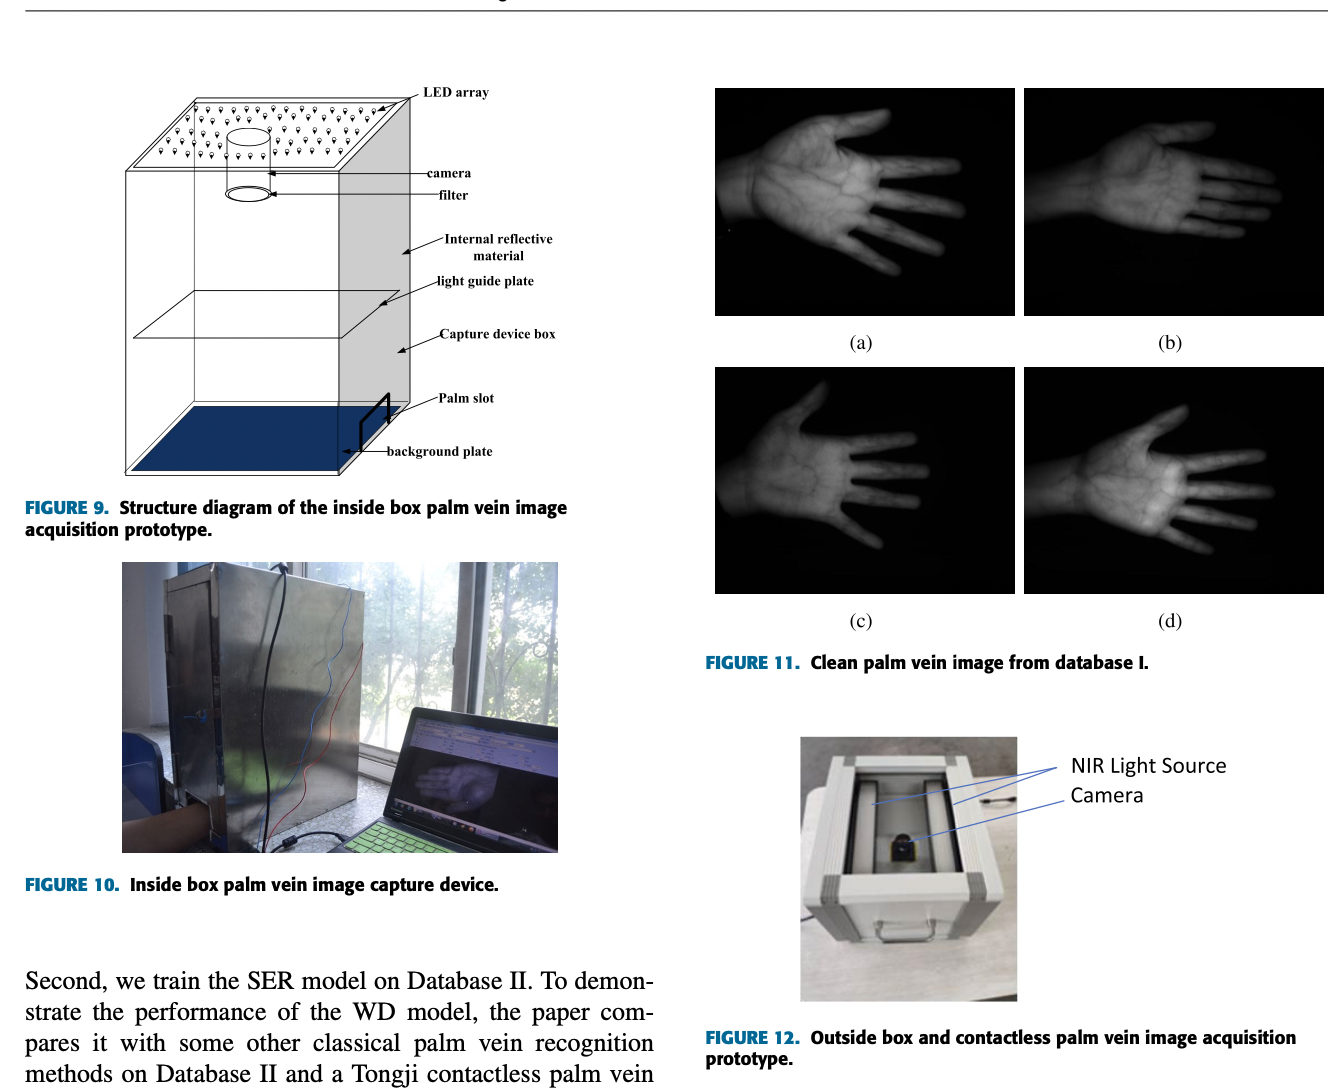 LED array
camera
filter
Internal reflective
material
light guide plate
Capture device box
Palm slot
background plate
FIGURE 9. Structure diagram of the inside box palm vein image
acquisition prototype.
FIGURE 10. Inside box palm vein image capture device.
Second, we train the SER model on Database II. To demon-
strate the performance of the WD model, the paper com-
pares it with some other classical palm vein recognition
methods on Database II and a Tongji contactless palm vein
(a)
(b)
(c)
(d)
FIGURE 11. Clean palm vein image from database I.
NIR Light Source
Camera
FIGURE 12. Outside box and contactless palm vein image acquisition
prototype.